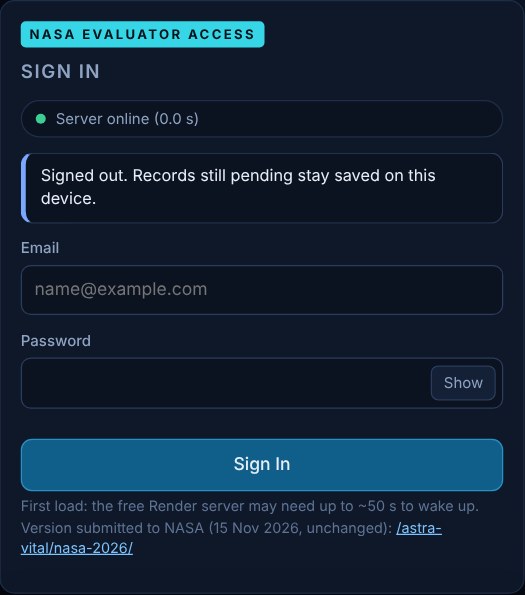 NASA EVALUATOR ACCESS
SIGN IN
Server online (0.0 s)
Signed out. Records still pending stay saved on this
device.
Email
name@example.com
Password
Show
Sign In
First load: the free Render server may need up to ~50 s to wake up.
Version submitted to NASA (15 Nov 2026, unchanged): /astra-
vital/nasa-2026/